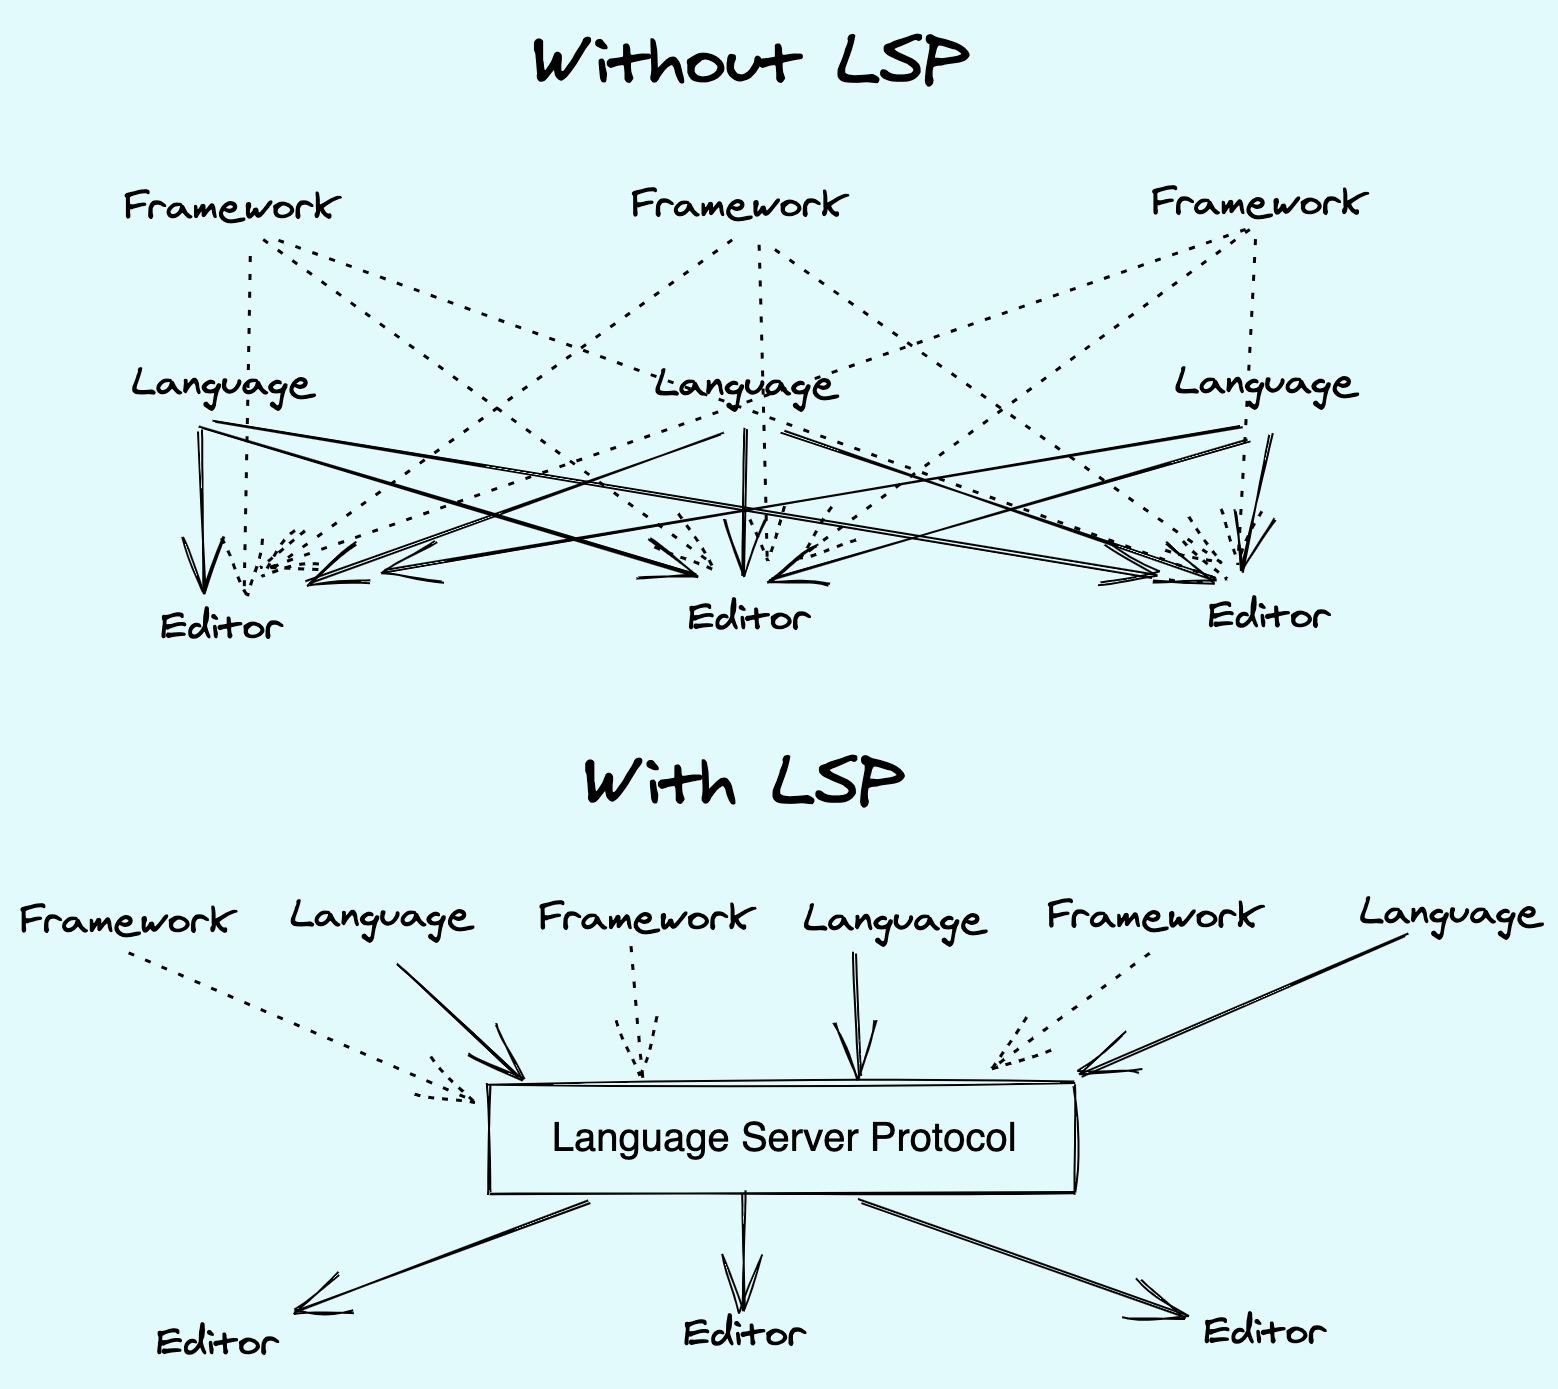 Without LSP
Framework Framework Framework
Language Language Language
Editor Editor Editor
With LSP
Framework Language Framework Language Framework Language
Language Server Protocol
Editor Editor Editor